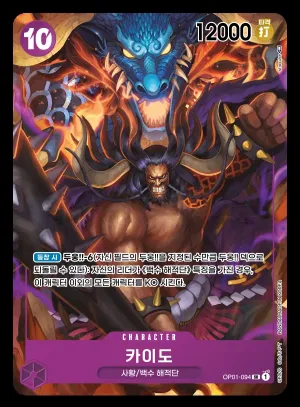 10
12000
타격
打
등장 시 두웅!!-6(자신 필드의 두웅!!을 지정된 수만큼 두웅!! 덱으로
되돌릴 수 있다): 자신의 리더가 《백수 해적단》 특징을 가진 경우,
이 캐릭터 이외의 모든 캐릭터를 KO 시킨다.
CHARACTER
카이도
사황/백수 해적단
OP01-094
1